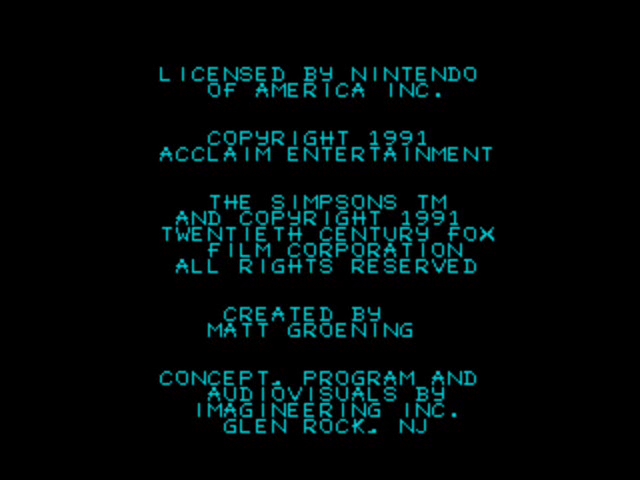 LICENSED BY NINTENDO
OF AMERICA INC.
COPYRIGHT 1991
ACCLAIM ENTERTAINMENT
THE SIMPSONS TM
AND COPYRIGHT 1991
TWENTIETH CENTURY FOX
FILM CORPORATION
ALL RIGHTS RESERVED
CREATED BY
MATT GROENING
CONCEPT, PROGRAM AND
AUDIOVISUALS BY
IMAGINEERING INC.
GLEN ROCK, NJ